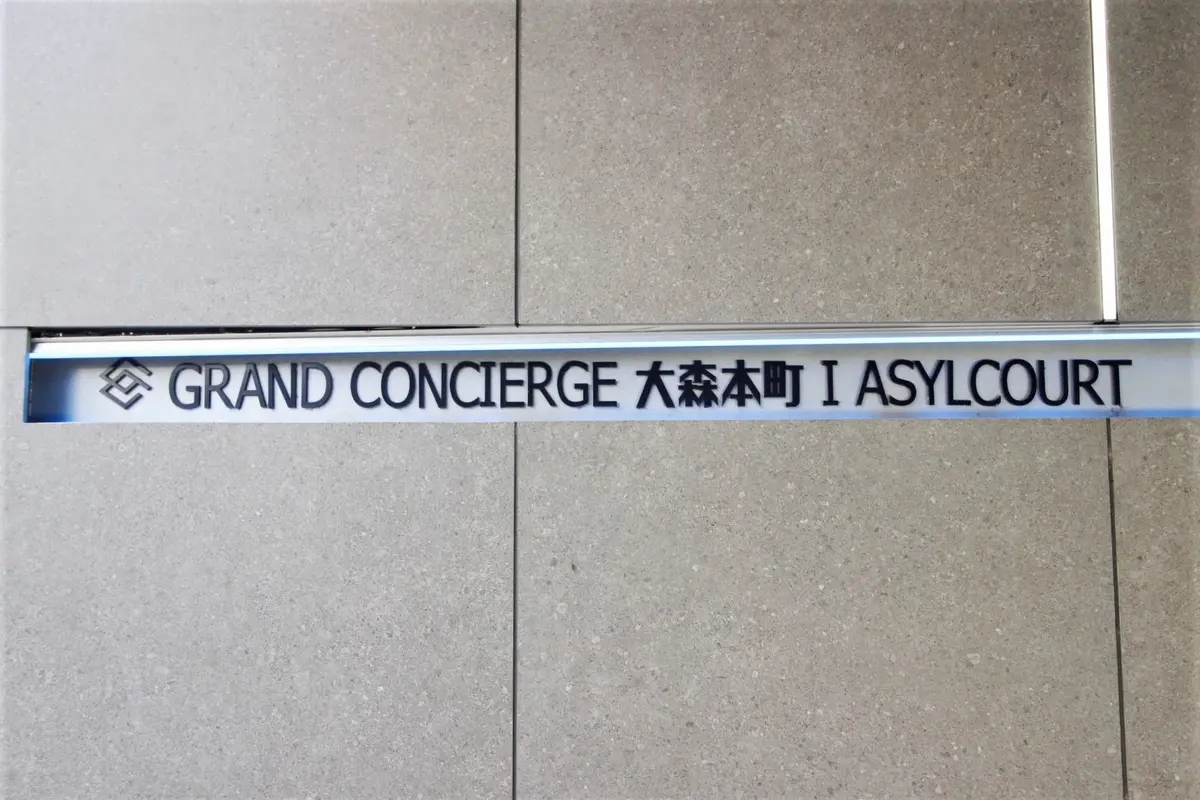 GRAND CONCIERGE 大森本町 I ASYLCOURT